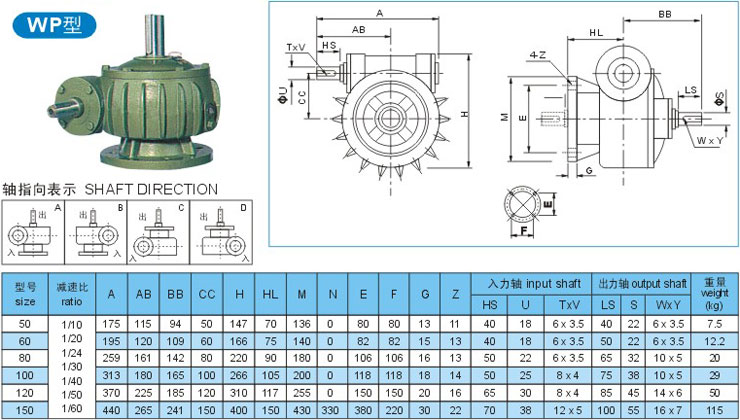 WP型
A
AB
HS
TxV
ΦU
CC
H
BB
HL
4-Z
LS
ΦS
M
E
WxY
G
E
F
轴指向表示 SHAFT DIRECTION
A B C D
出 出 出 出
入 入 入 入
型号 size 减速比 ratio A AB BB CC H HL M N E F G Z 入力轴 input shaft 出力轴 output shaft 重量 weight (kg)
HS U TxV LS S WxY
50 175 115 94 50 147 70 136 0 80 80 13 11 40 18 6 x 3.5 40 22 6 x 3.5 7.5
60 195 120 109 60 166 75 140 0 82 82 15 13 40 18 6 x 3.5 50 22 6 x 3.5 12.2
80 259 161 142 80 220 90 180 0 106 106 16 13 50 22 6 x 3.5 65 32 10 x 5 20
100 313 180 165 100 266 105 200 0 118 118 18 14 50 25 8 x 4 75 38 10 x 5 29
120 370 225 185 120 310 117 255 0 150 150 20 16 65 30 8 x 4 85 45 14 x 6 50
150 440 265 241 150 400 150 430 330 380 220 30 22 70 38 12 x 5 100 55 16 x 7 115
1/10
1/20
1/24
1/30
1/40
1/50
1/60